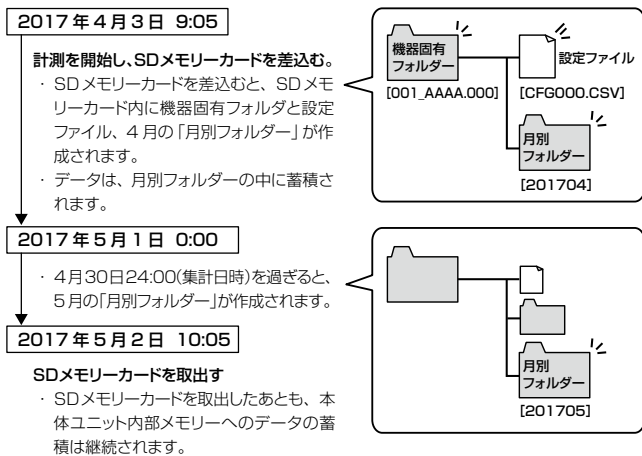 2017年4月3日 9:05
計測を開始し、SDメモリーカードを差込む。
・SDメモリーカードを差込むと、SDメモ
リーカード内に機器固有フォルダと設定
ファイル、4月の「月別フォルダー」が作
成されます。
・データは、月別フォルダーの中に蓄積さ
れます。
機器固有
フォルダー
[001_AAAA.000]
設定ファイル
[CFG000.CSV]
月別
フォルダー
[201704]
2017年5月1日 0:00
・4月30日24:00(集計日時)を過ぎると、
5月の「月別フォルダー」が作成されます。
月別
フォルダー
[201705]
2017年5月2日 10:05
SDメモリーカードを取出す
・SDメモリーカードを取出したあとも、本
体ユニット内部メモリーへのデータの蓄
積は継続されます。